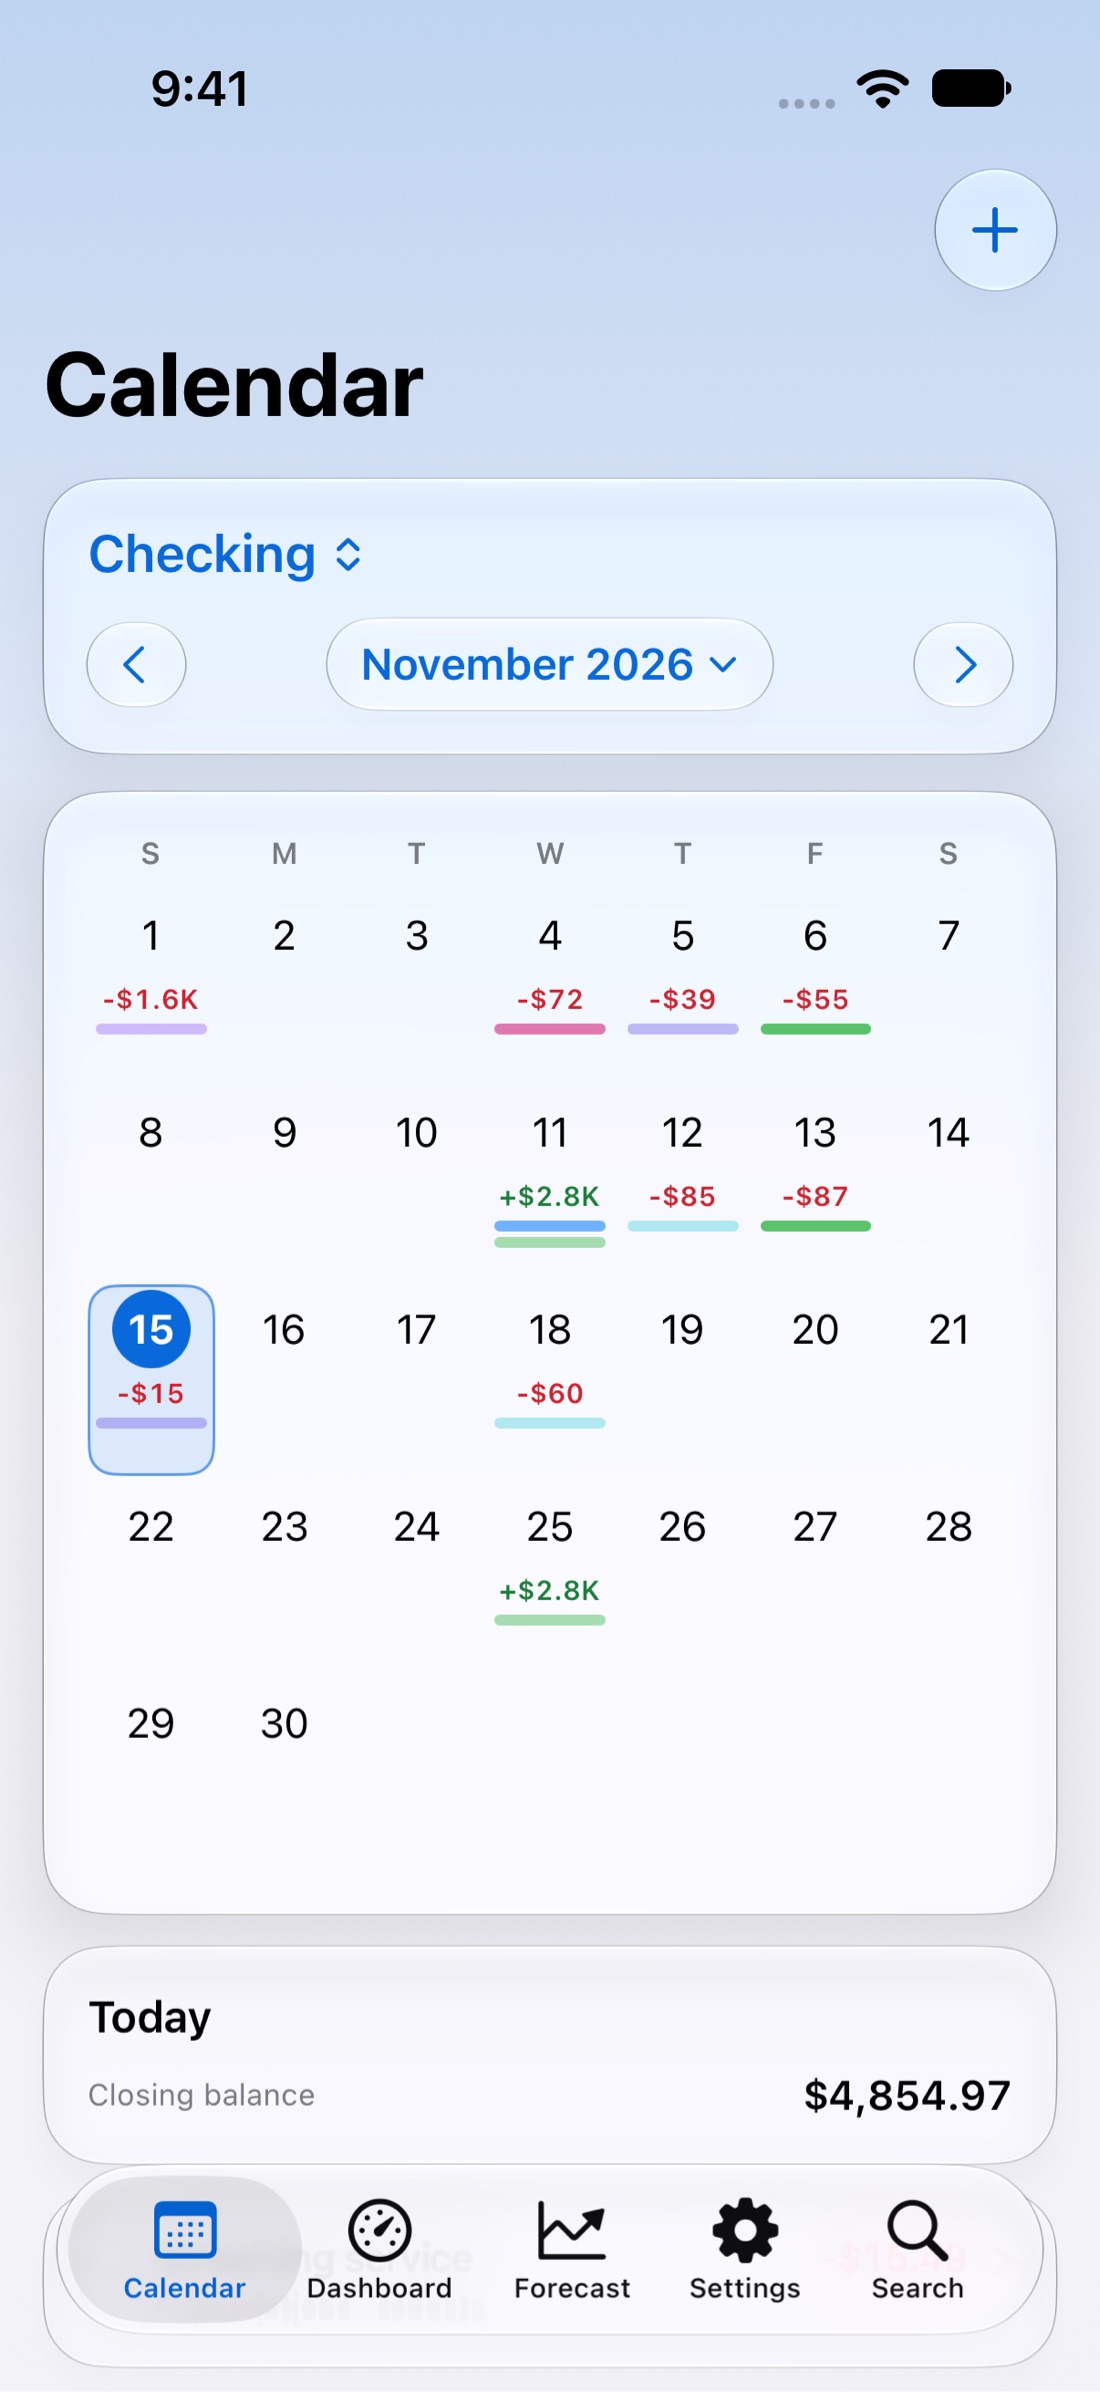 9:41
Calendar
Checking
November 2026
S M T W T F S
1 2 3 4 5 6 7
-$1.6K -$72 -$39 -$55
8 9 10 11 12 13 14
+$2.8K -$85 -$87
15 16 17 18 19 20 21
-$15 -$60
22 23 24 25 26 27 28
+$2.8K
29 30
Today
Closing balance $4,854.97
Calendar Dashboard Forecast Settings Search